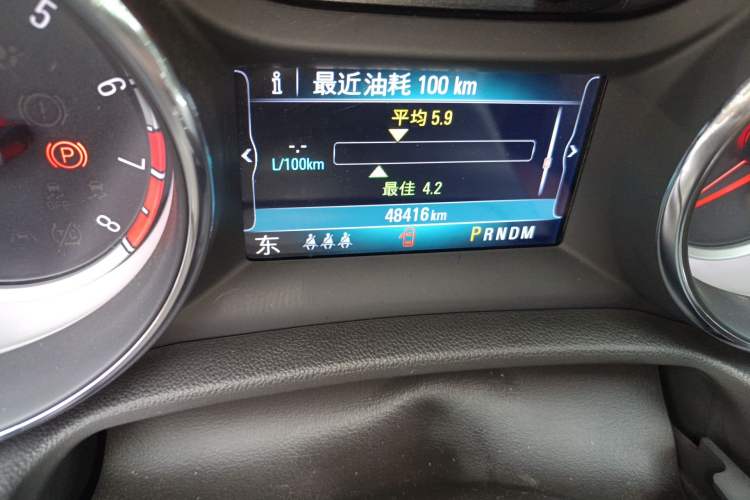 5
6
7
8
P
i 最近油耗 100 km
平均 5.9
-.-
L/100km
最佳 4.2
48416 km
东
PRNDM